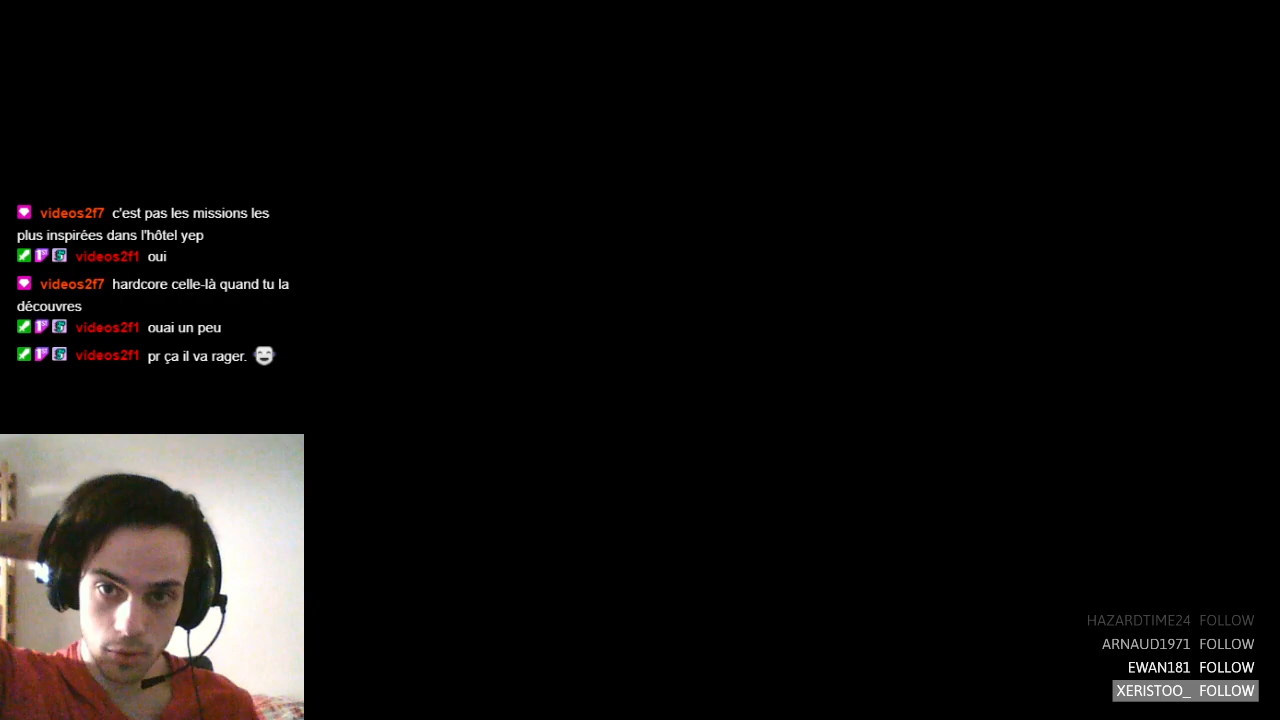 videos2f7 c'est pas les missions les
plus inspirées dans l'hôtel yep
videos2f1 oui
videos2f7 hardcore celle-là quand tu la
découvres
videos2f1 ouai un peu
videos2f1 pr ça il va rager.
HAZARDTIME24 FOLLOW
ARNAUD1971 FOLLOW
EWAN181 FOLLOW
XERISTOO_ FOLLOW